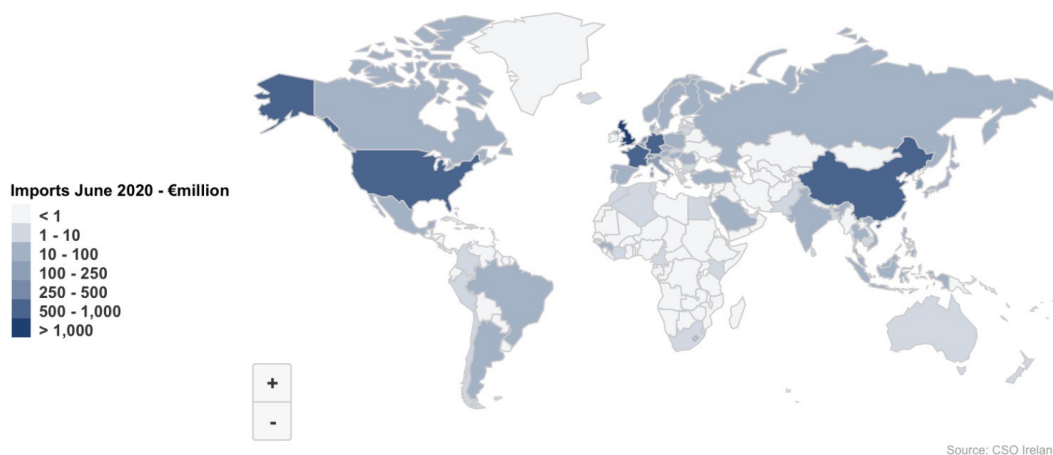 Imports June 2020 - €million
< 1
1 - 10
10 - 100
100 - 250
250 - 500
500 - 1,000
> 1,000
+
-
Source: CSO Irelan